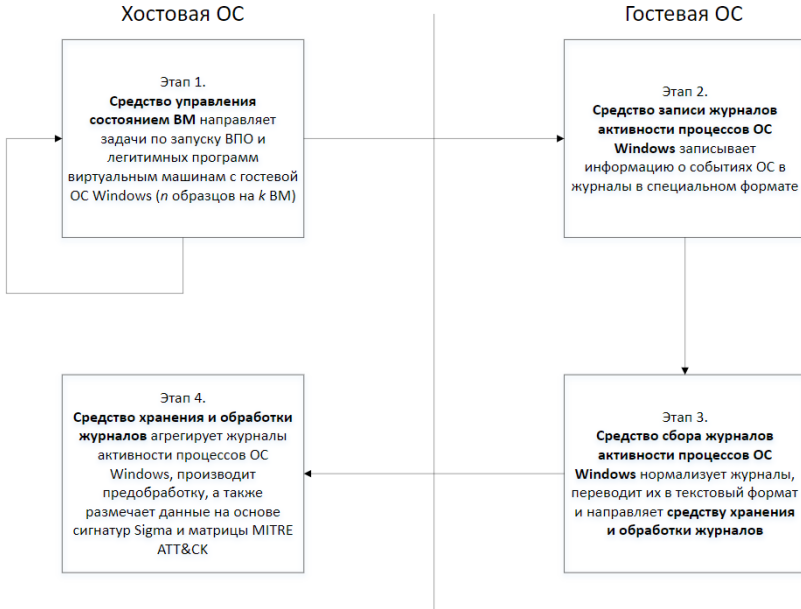 Хостовая ОС
Гостевая ОС
Этап 1.
Средство управления
состоянием ВМ направляет
задачи по запуску ВПО и
легитимных программ
виртуальным машинам с гостевой
ОС Windows (n образцов на k ВМ)
Этап 2.
Средство записи журналов
активности процессов ОС
Windows записывает
информацию о событиях ОС в
журналы в специальном формате
Этап 4.
Средство хранения и обработки
журналов агрегирует журналы
активности процессов ОС
Windows, производит
предобработку, а также
размечает данные на основе
сигнатур Sigma и матрицы MITRE
ATT&CK
Этап 3.
Средство сбора журналов
активности процессов ОС
Windows нормализует журналы,
переводит их в текстовый формат
и направляет средству хранения
и обработки журналов